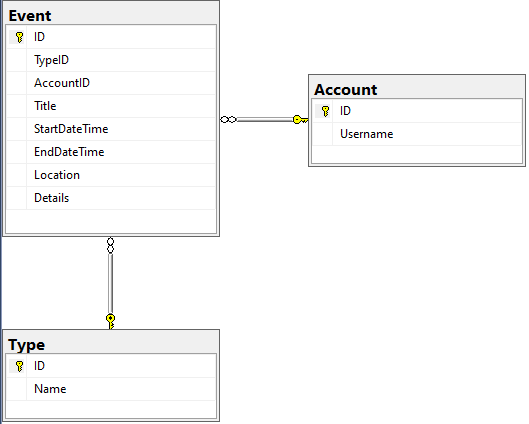 Event
ID
TypeID
AccountID
Title
StartDateTime
EndDateTime
Location
Details
Account
ID
Username
Type
ID
Name